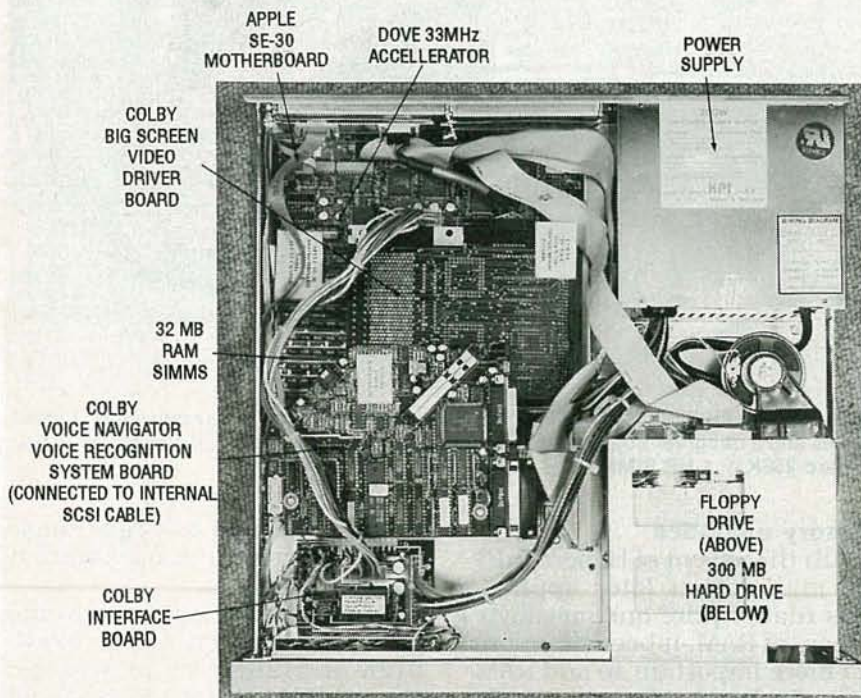 APPLE
SE-30
MOTHERBOARD
DOVE 33MHz
ACCELLERATOR
POWER
SUPPLY
COLBY
BIG SCREEN
VIDEO
DRIVER
BOARD
32 MB
RAM
SIMMS
COLBY
VOICE NAVIGATOR
VOICE RECOGNITION
SYSTEM BOARD
(CONNECTED TO INTERNAL
SCSI CABLE)
COLBY
INTERFACE
BOARD
FLOPPY
DRIVE
(ABOVE)
300 MB
HARD DRIVE
(BELOW)
WIRING DIAGRAM